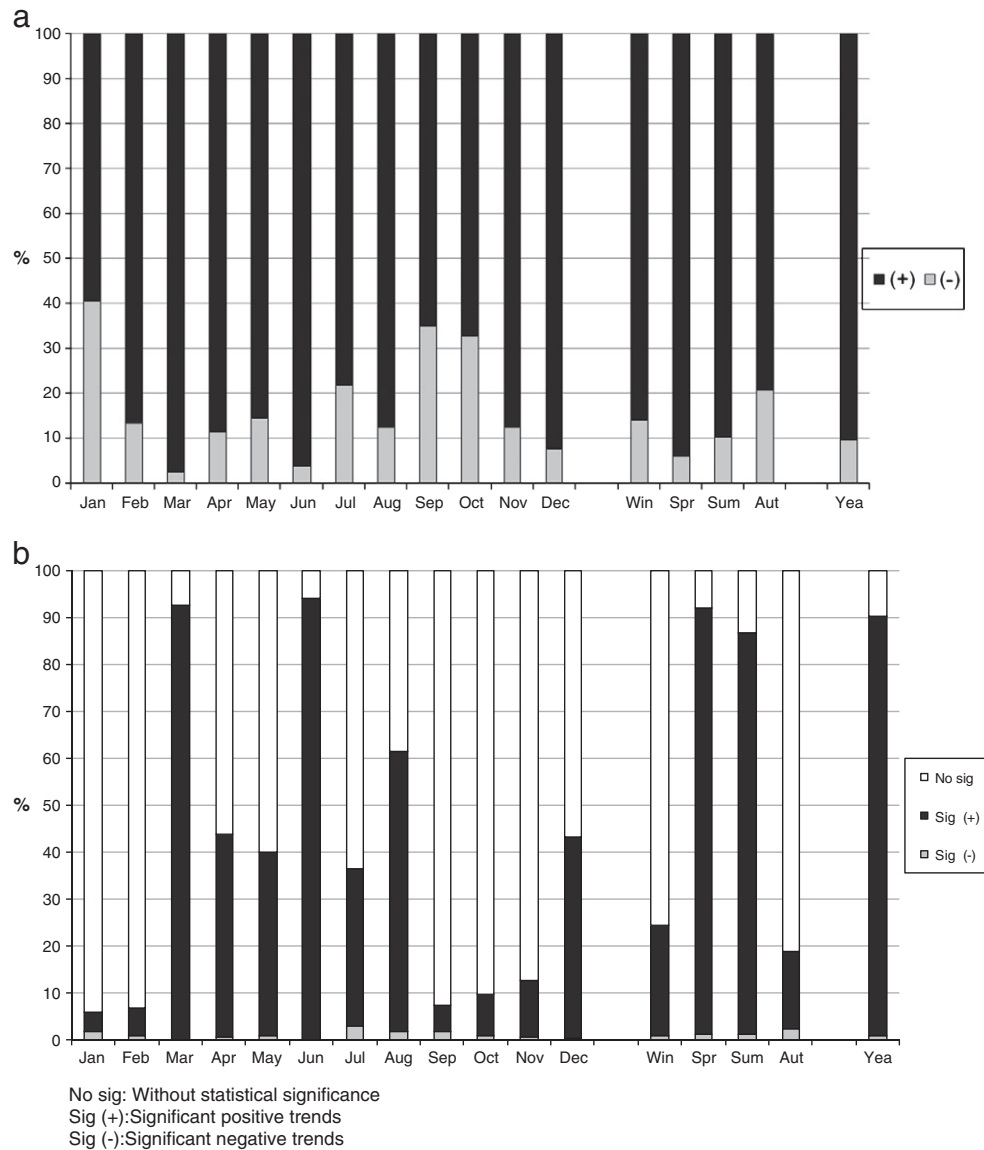 a
100
90
80
70
60
50
%
40
30
20
10
0
Jan Feb Mar Apr May Jun Jul Aug Sep Oct Nov Dec Win Spr Sum Aut Yea
(+) (-)
b
100
90
80
70
60
50
%
40
30
20
10
0
Jan Feb Mar Apr May Jun Jul Aug Sep Oct Nov Dec Win Spr Sum Aut Yea
No sig
Sig (+)
Sig (-)
No sig: Without statistical significance
Sig (+):Significant positive trends
Sig (-):Significant negative trends